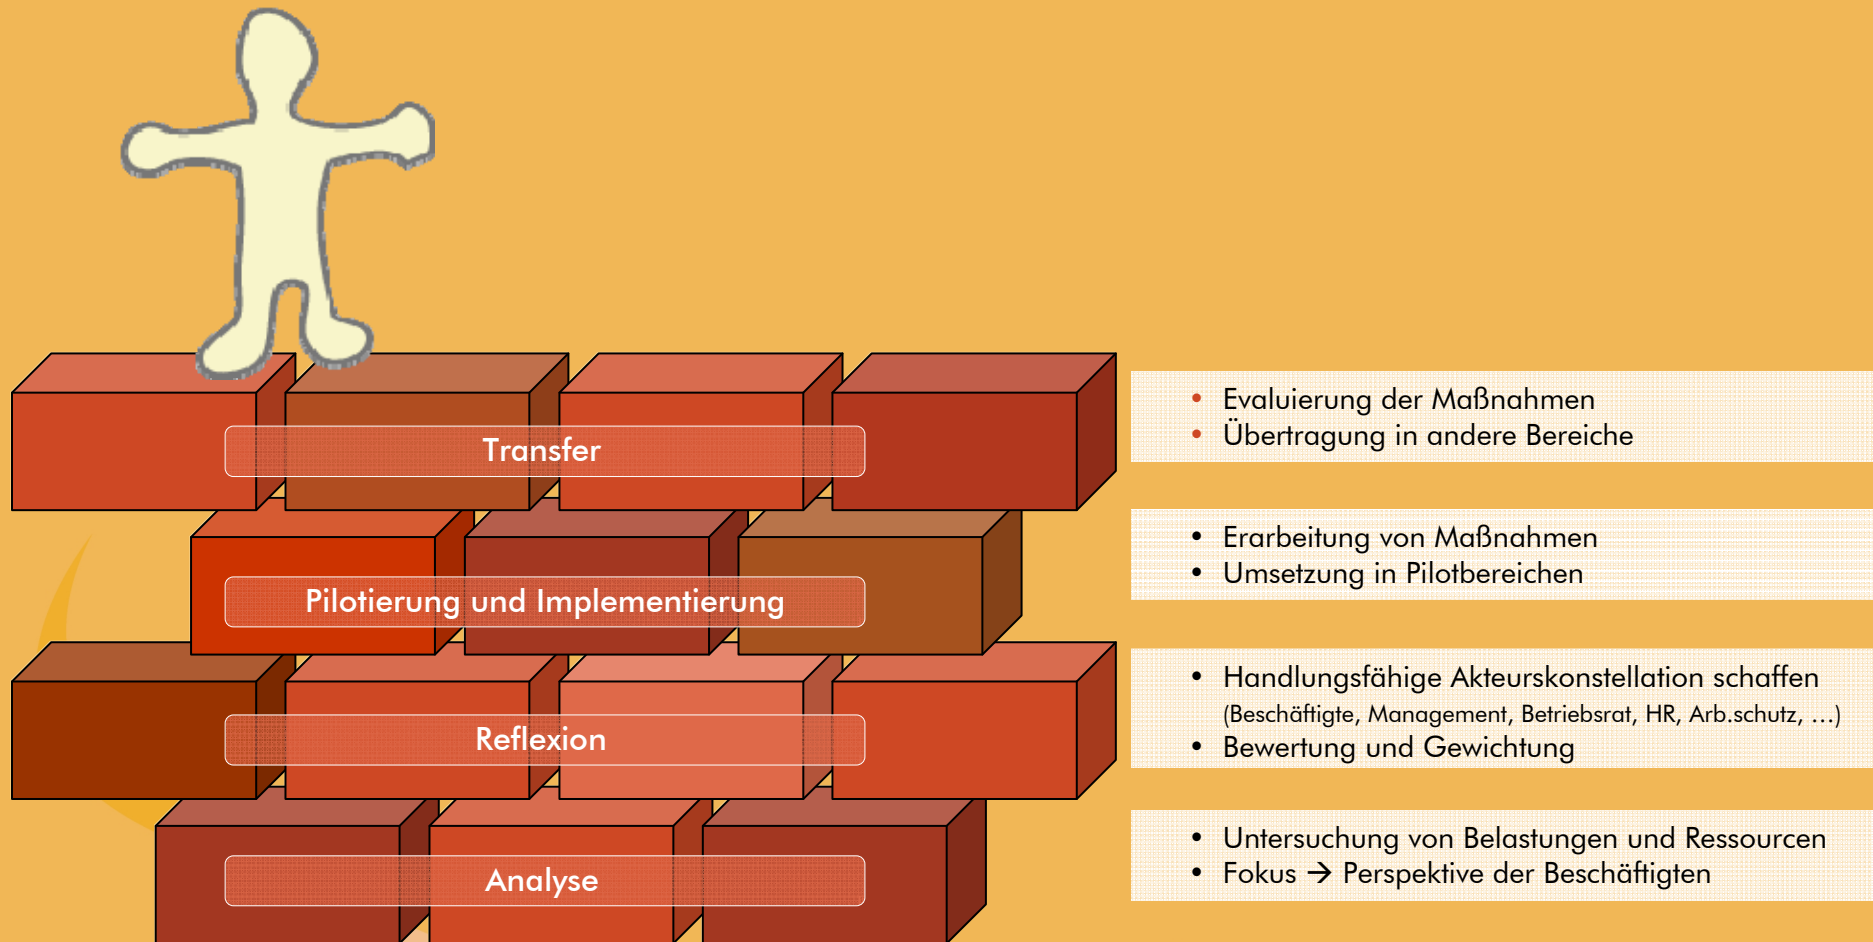 Transfer
• Evaluierung der Maßnahmen
• Übertragung in andere Bereiche
Pilotierung und Implementierung
• Erarbeitung von Maßnahmen
• Umsetzung in Pilotbereichen
Reflexion
• Handlungsfähige Akteurskonstellation schaffen
(Beschäftigte, Management, Betriebsrat, HR, Arb.schutz, …)
• Bewertung und Gewichtung
Analyse
• Untersuchung von Belastungen und Ressourcen
• Fokus → Perspektive der Beschäftigten